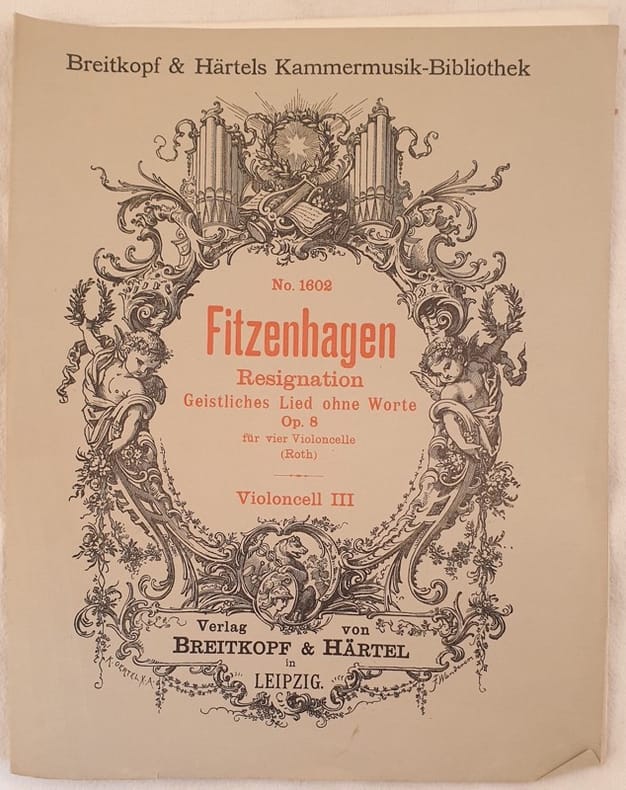 Breitkopf & Härtels Kammermusik-Bibliothek
No. 1602
Fitzenhagen
Resignation
Geistliches Lied ohne Worte
Op. 8
für vier Violoncelle
(Roth)
Violoncell III
Verlag von
BREITKOPF & HÄRTEL
in
LEIPZIG.